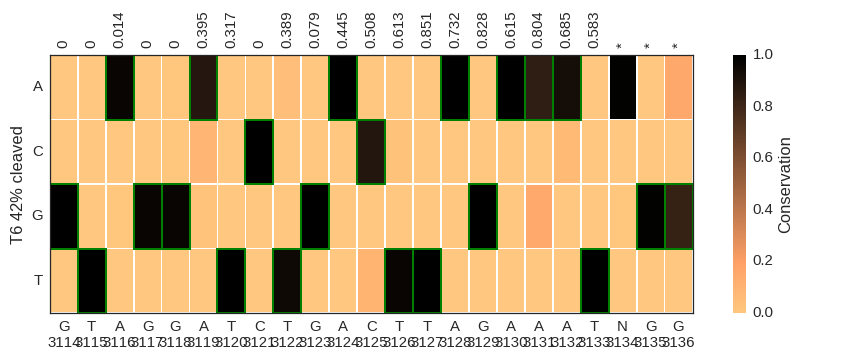 0 0 0.014 0 0 0.395 0.317 0 0.389 0.079 0.445 0.508 0.613 0.851 0.732 0.828 0.615 0.804 0.685 0.583 * * *
A
C
G
T
T6 42% cleaved
G T A G G A T C T G A C T T A G A A A T N G G
3114 3115 3116 3117 3118 3119 3120 3121 3122 3123 3124 3125 3126 3127 3128 3129 3130 3131 3132 3133 3134 3135 3136
1.0
0.8
0.6
0.4
0.2
0.0
Conservation